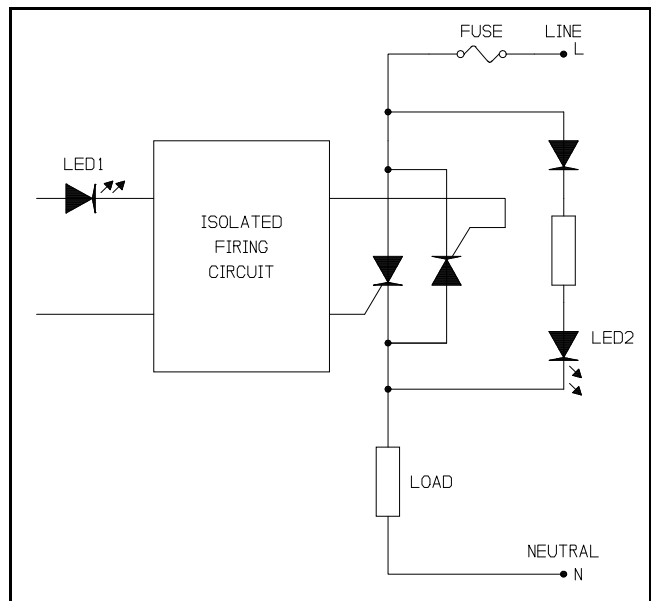 FUSE
LINE
L
LED1
ISOLATED
FIRING
CIRCUIT
LED2
LOAD
NEUTRAL
N